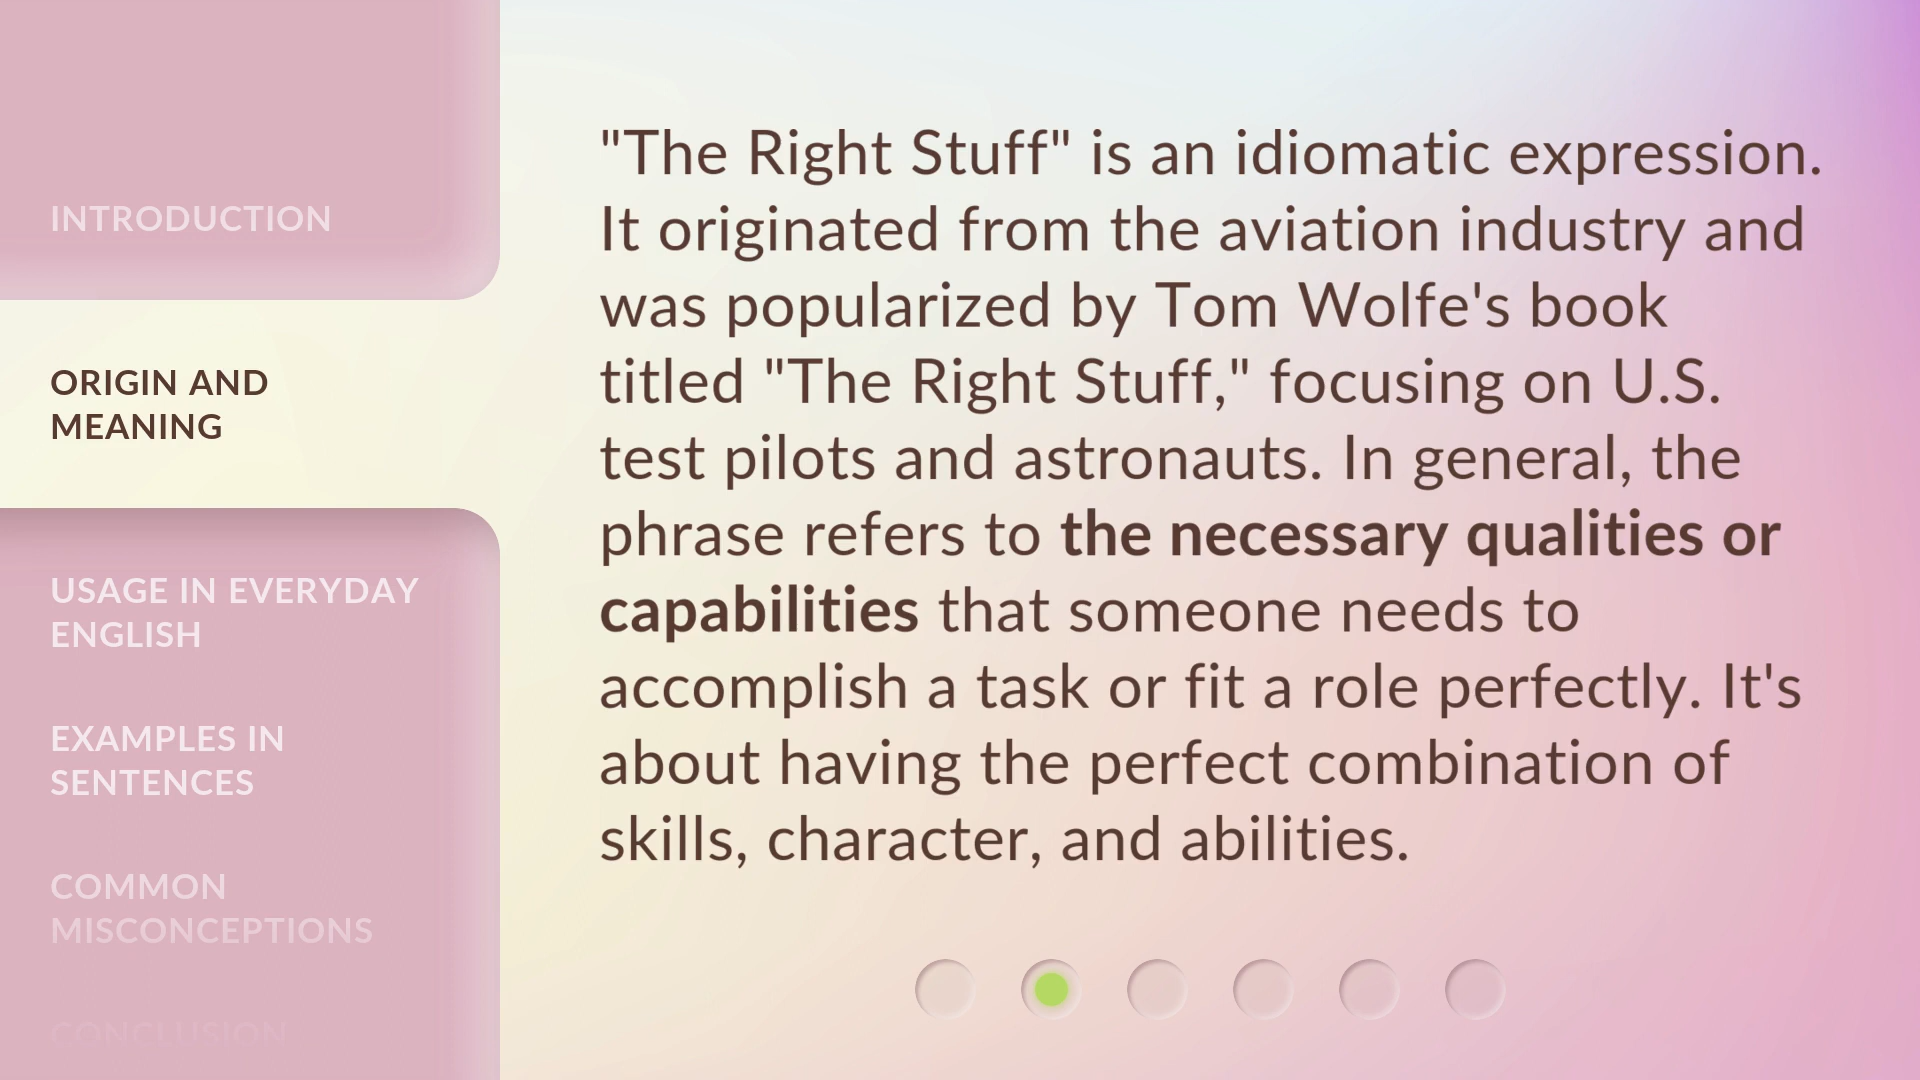 INTRODUCTION
ORIGIN AND
MEANING
USAGE IN EVERYDAY
ENGLISH
EXAMPLES IN
SENTENCES
COMMON
MISCONCEPTIONS
CONCLUSION
"The Right Stuff" is an idiomatic expression.
It originated from the aviation industry and
was popularized by Tom Wolfe's book
titled "The Right Stuff," focusing on U.S.
test pilots and astronauts. In general, the
phrase refers to the necessary qualities or
capabilities that someone needs to
accomplish a task or fit a role perfectly. It's
about having the perfect combination of
skills, character, and abilities.